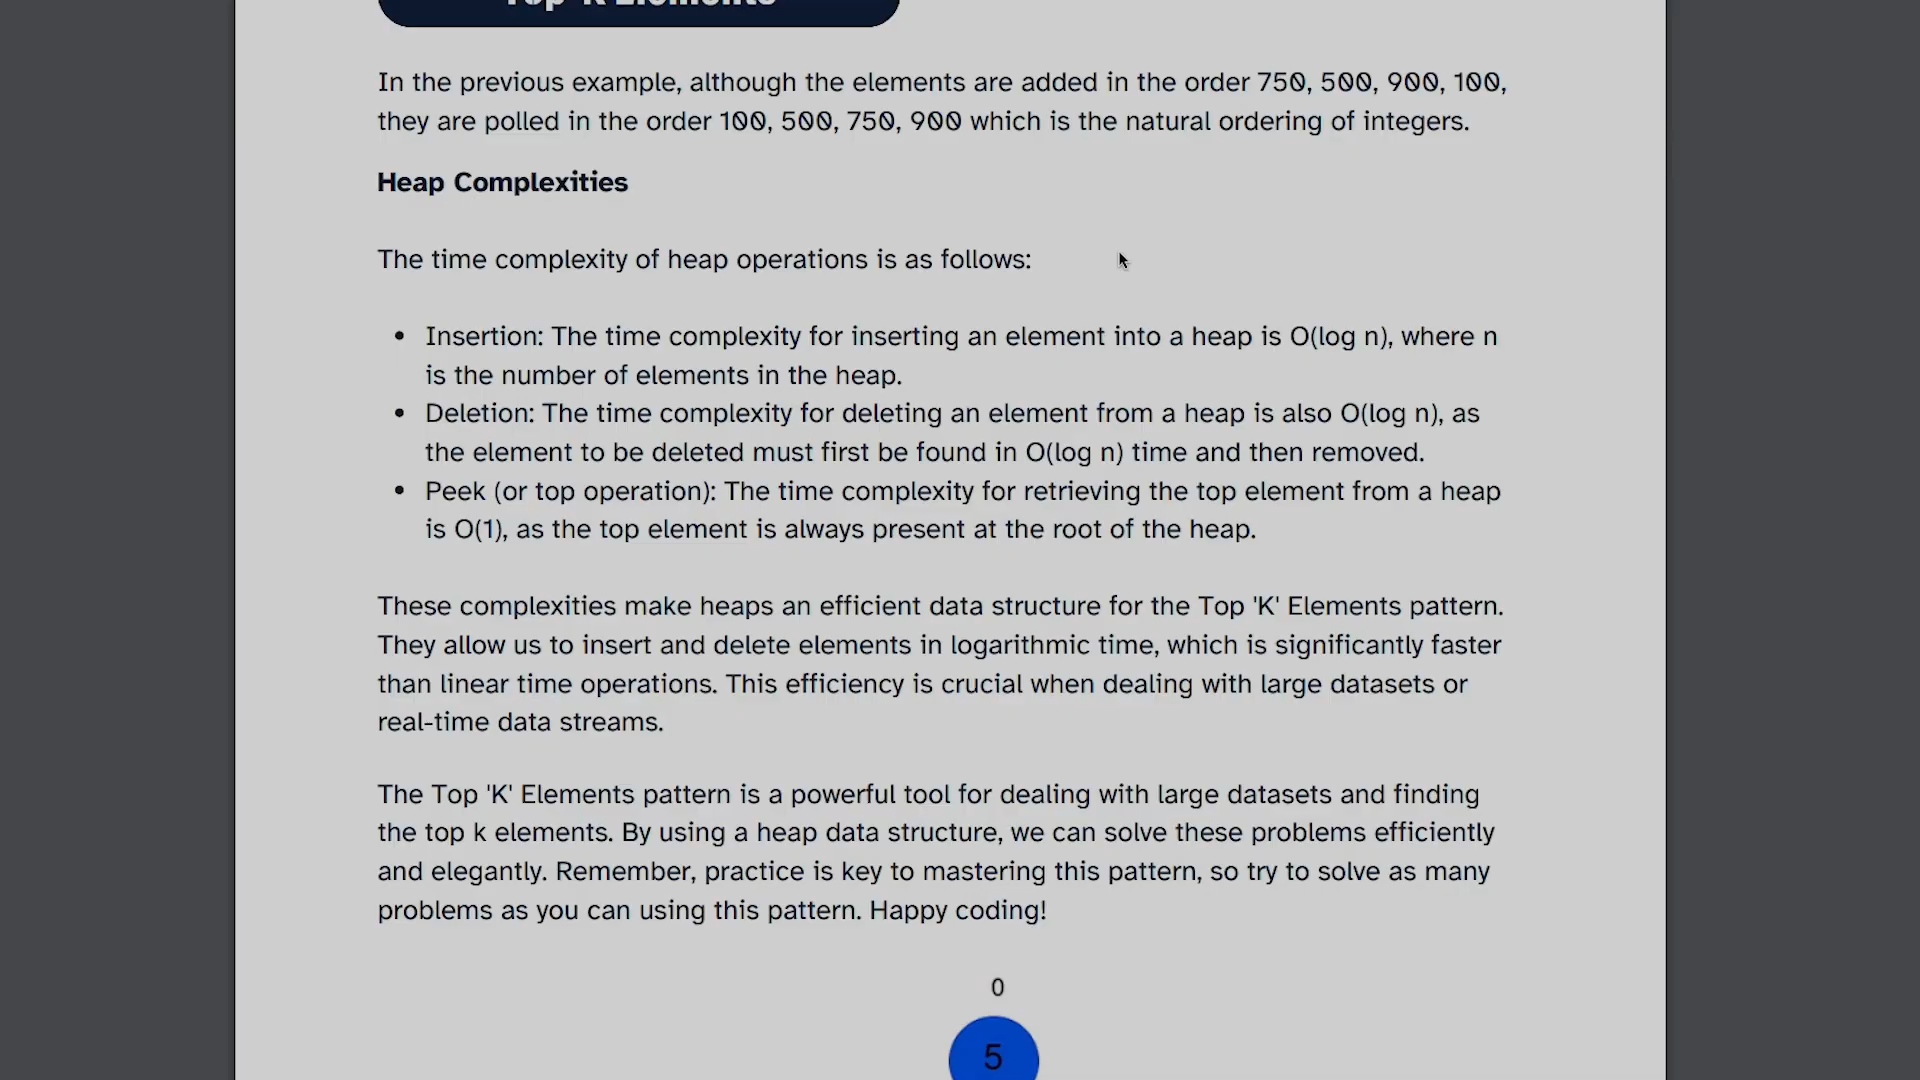 Top 'K' Elements
In the previous example, although the elements are added in the order 750, 500, 900, 100,
they are polled in the order 100, 500, 750, 900 which is the natural ordering of integers.
Heap Complexities
The time complexity of heap operations is as follows:
• Insertion: The time complexity for inserting an element into a heap is O(log n), where n
is the number of elements in the heap.
• Deletion: The time complexity for deleting an element from a heap is also O(log n), as
the element to be deleted must first be found in O(log n) time and then removed.
• Peek (or top operation): The time complexity for retrieving the top element from a heap
is O(1), as the top element is always present at the root of the heap.
These complexities make heaps an efficient data structure for the Top 'K' Elements pattern.
They allow us to insert and delete elements in logarithmic time, which is significantly faster
than linear time operations. This efficiency is crucial when dealing with large datasets or
real-time data streams.
The Top 'K' Elements pattern is a powerful tool for dealing with large datasets and finding
the top k elements. By using a heap data structure, we can solve these problems efficiently
and elegantly. Remember, practice is key to mastering this pattern, so try to solve as many
problems as you can using this pattern. Happy coding!
0
5